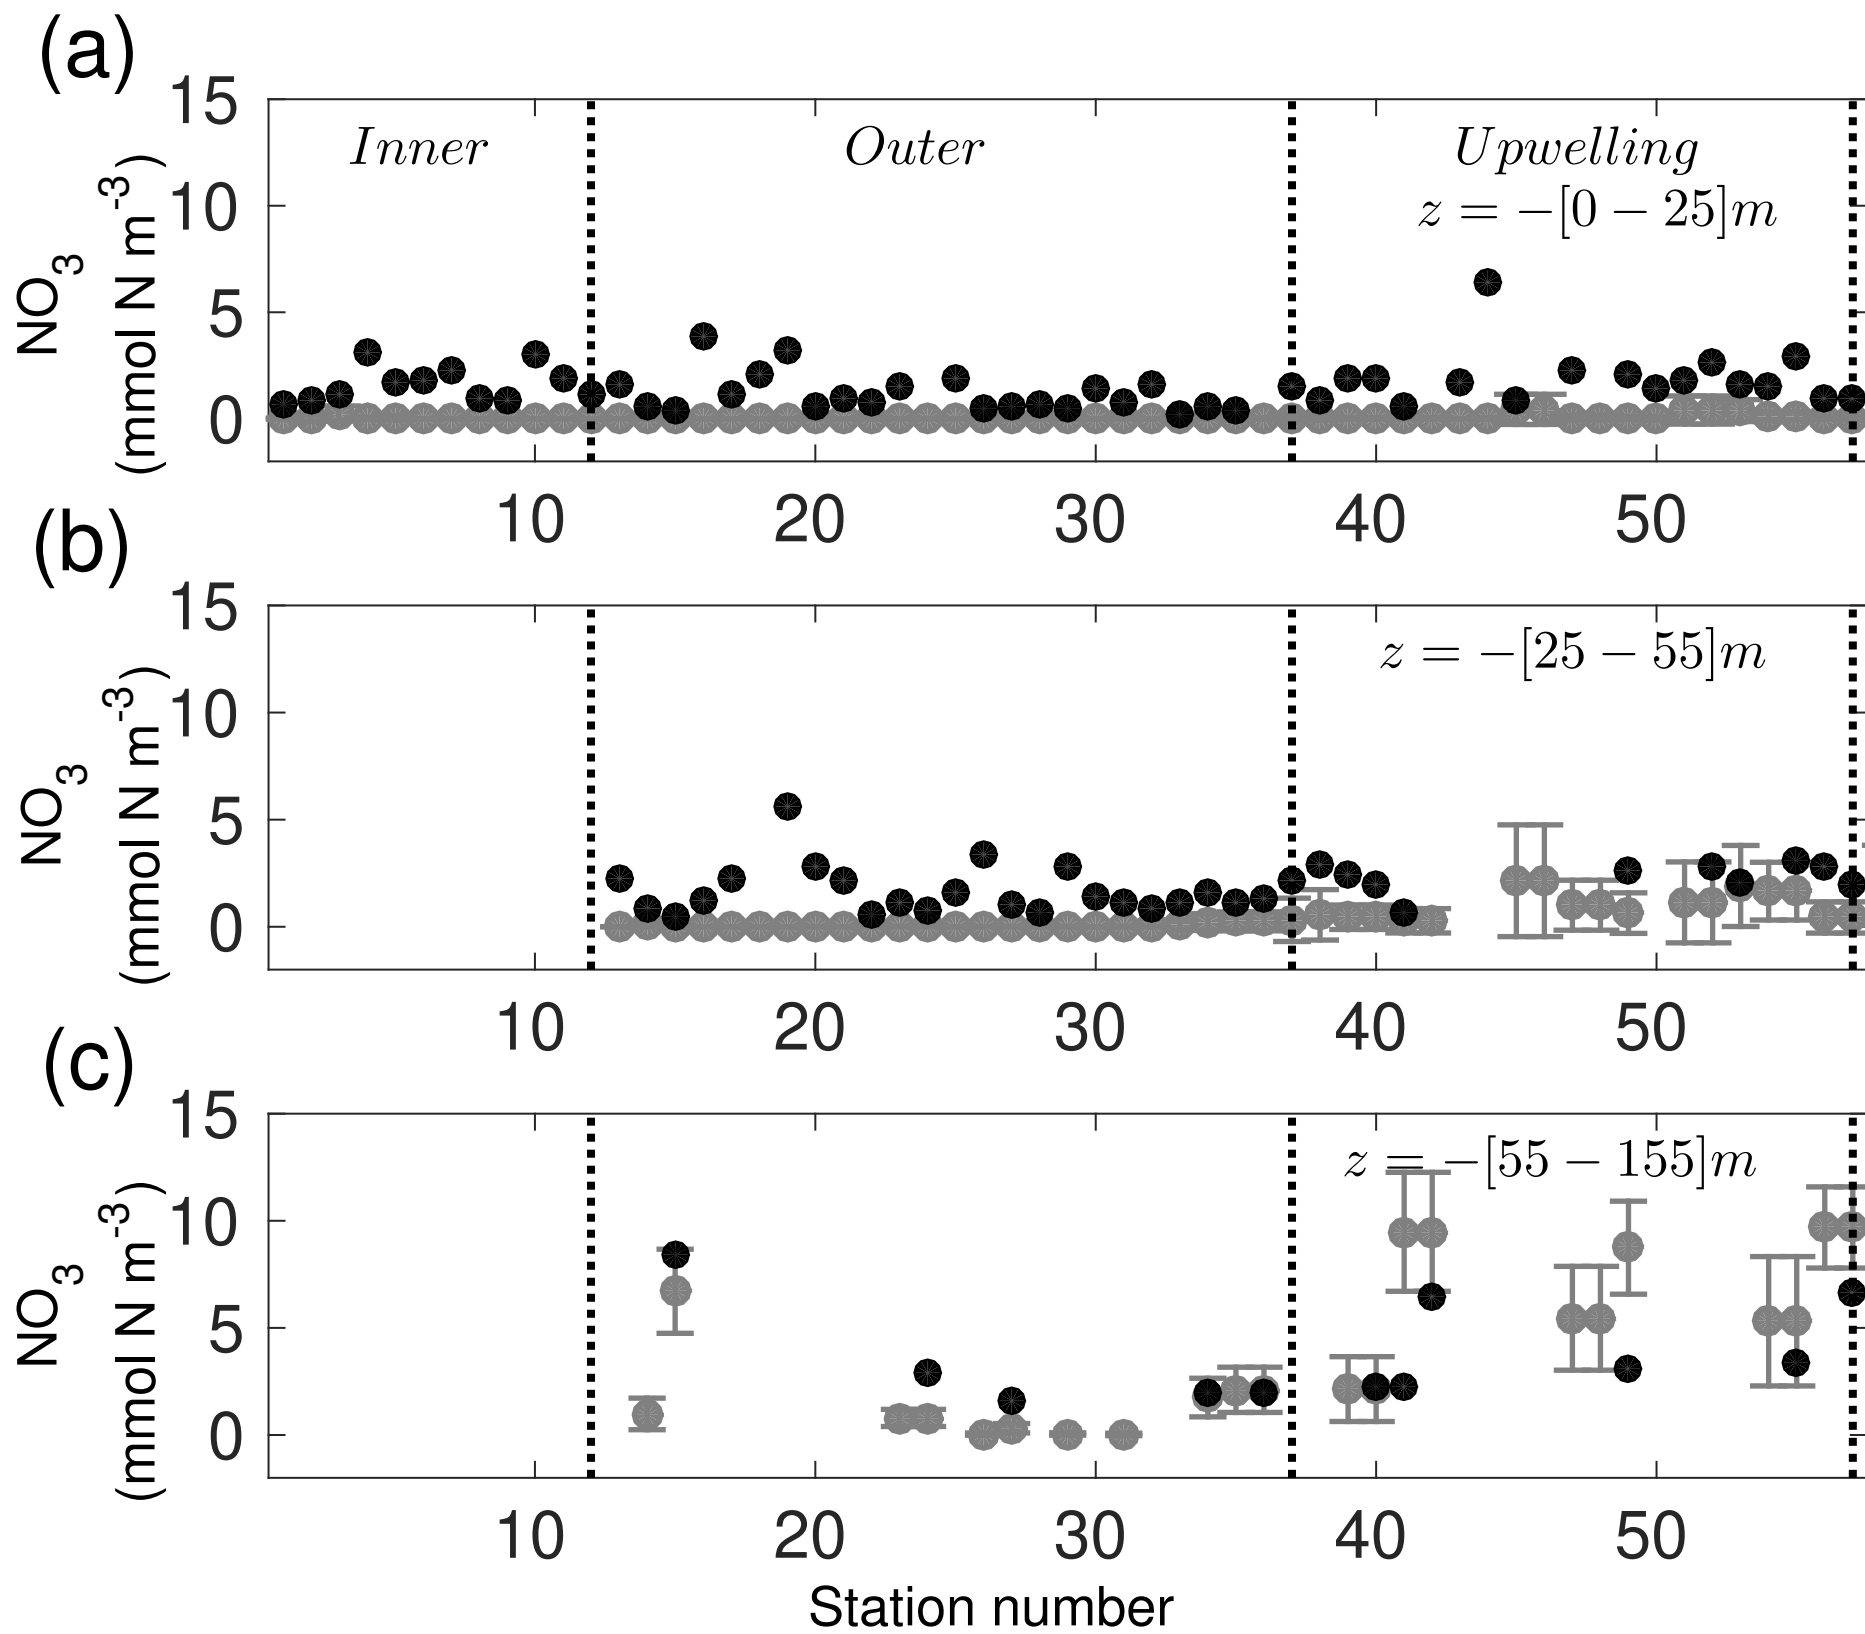 (a)
15
10
5
0
NO3
(mmol N m-3)
Inner
Outer
Upwelling
z = −[0 − 25]m
10
20
30
40
50
(b)
15
10
5
0
NO3
(mmol N m-3)
z = −[25 − 55]m
10
20
30
40
50
(c)
15
10
5
0
NO3
(mmol N m-3)
z = −[55 − 155]m
10
20
30
40
50
Station number